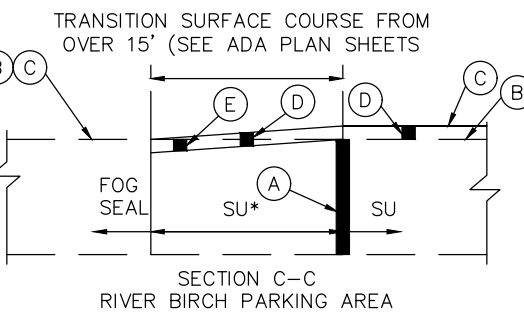 TRANSITION SURFACE COURSE FROM
OVER 15' (SEE ADA PLAN SHEETS
C
E
D
D
C
B
FOG
SEAL
SU*
A
SU
SECTION C-C
RIVER BIRCH PARKING AREA